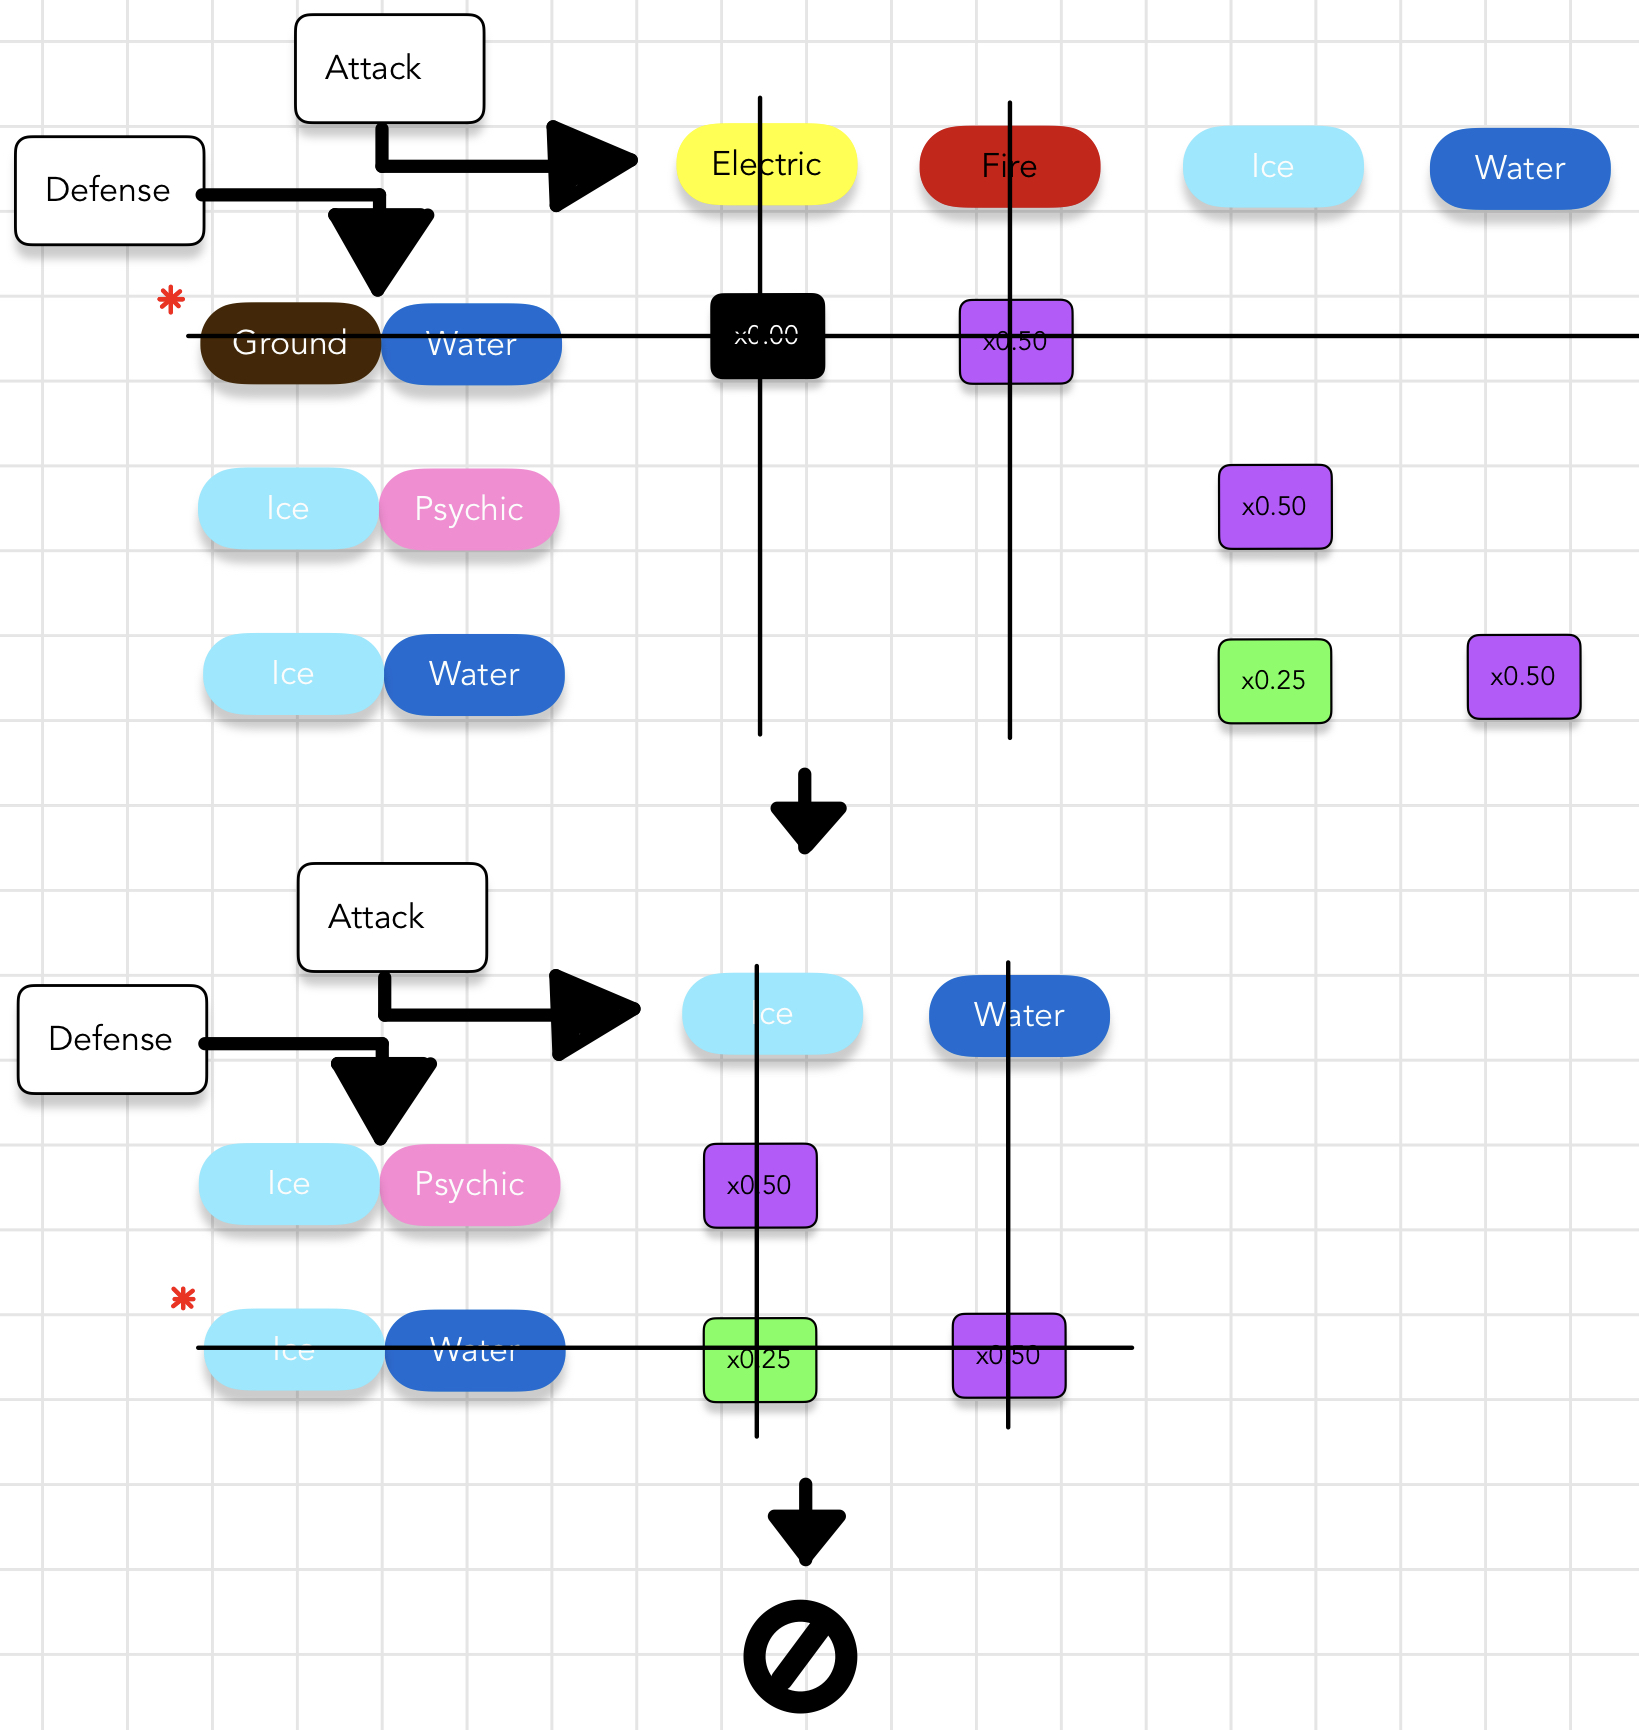 Attack
Defense
Electric
Fire
Ice
Water
*
Ground
Water
x0.00
x0.50
Ice
Psychic
x0.50
Ice
Water
x0.25
x0.50
Attack
Defense
Ice
Water
Ice
Psychic
x0.50
*
Ice
Water
x0.25
x0.50